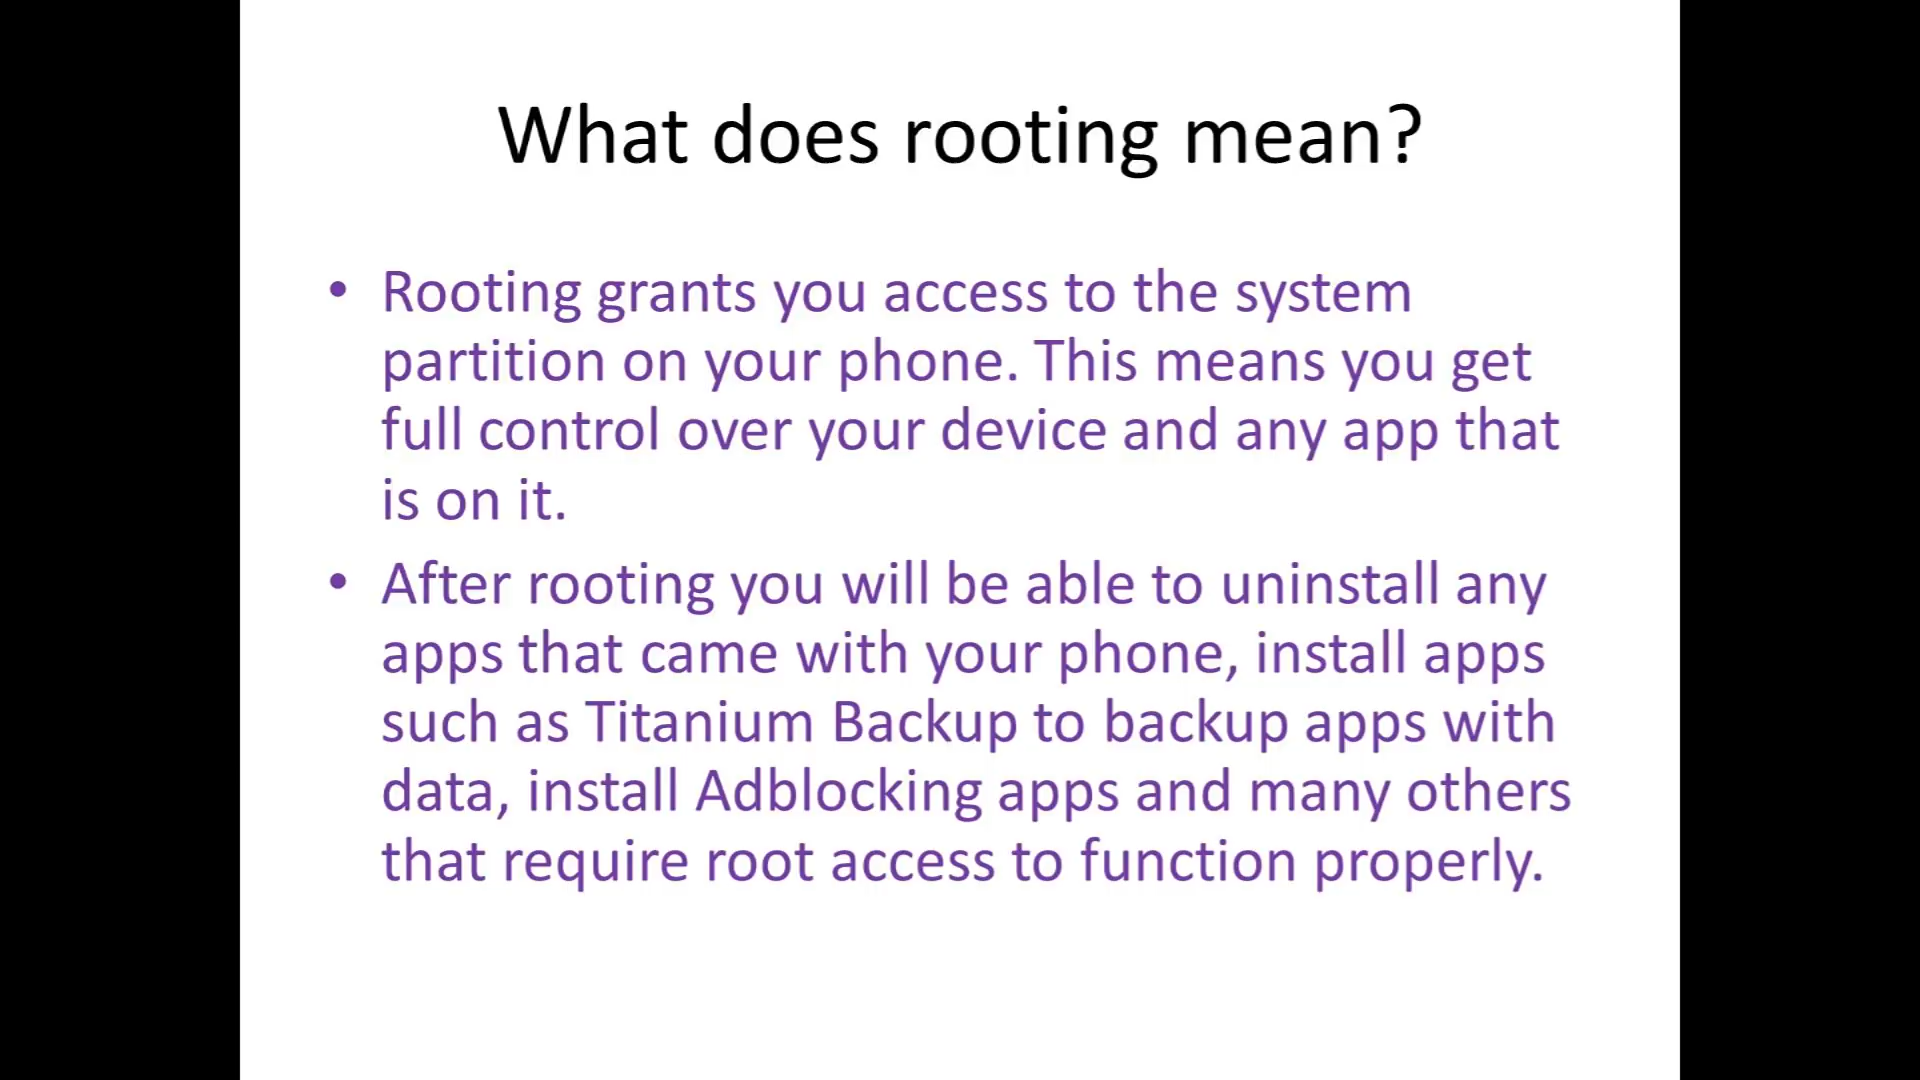 What does rooting mean?
• Rooting grants you access to the system
partition on your phone. This means you get
full control over your device and any app that
is on it.
• After rooting you will be able to uninstall any
apps that came with your phone, install apps
such as Titanium Backup to backup apps with
data, install Adblocking apps and many others
that require root access to function properly.